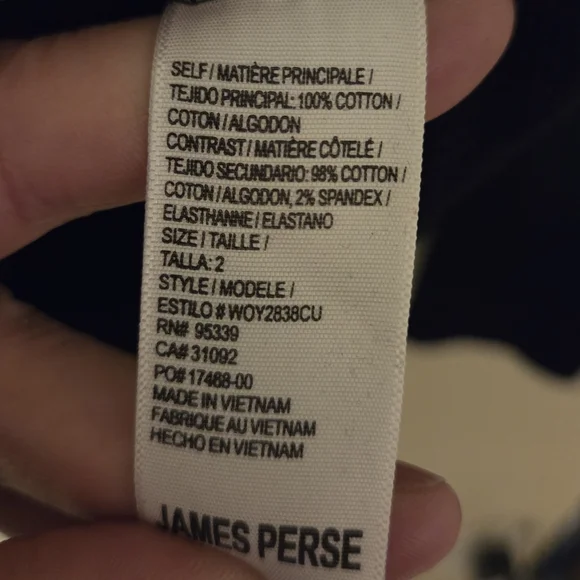 SELF / MATIÈRE PRINCIPALE /
TEJIDO PRINCIPAL: 100% COTTON /
COTON / ALGODON
CONTRAST / MATIÈRE CÔTELÉ /
TEJIDO SECUNDARIO: 98% COTTON /
COTON / ALGODON, 2% SPANDEX /
ELASTHANNE / ELASTANO
SIZE / TAILLE /
TALLA: 2
STYLE / MODELE /
ESTILO # WOY2838CU
RN# 95339
CA# 31092
PO# 17468-00
MADE IN VIETNAM
FABRIQUE AU VIETNAM
HECHO EN VIETNAM
JAMES PERSE